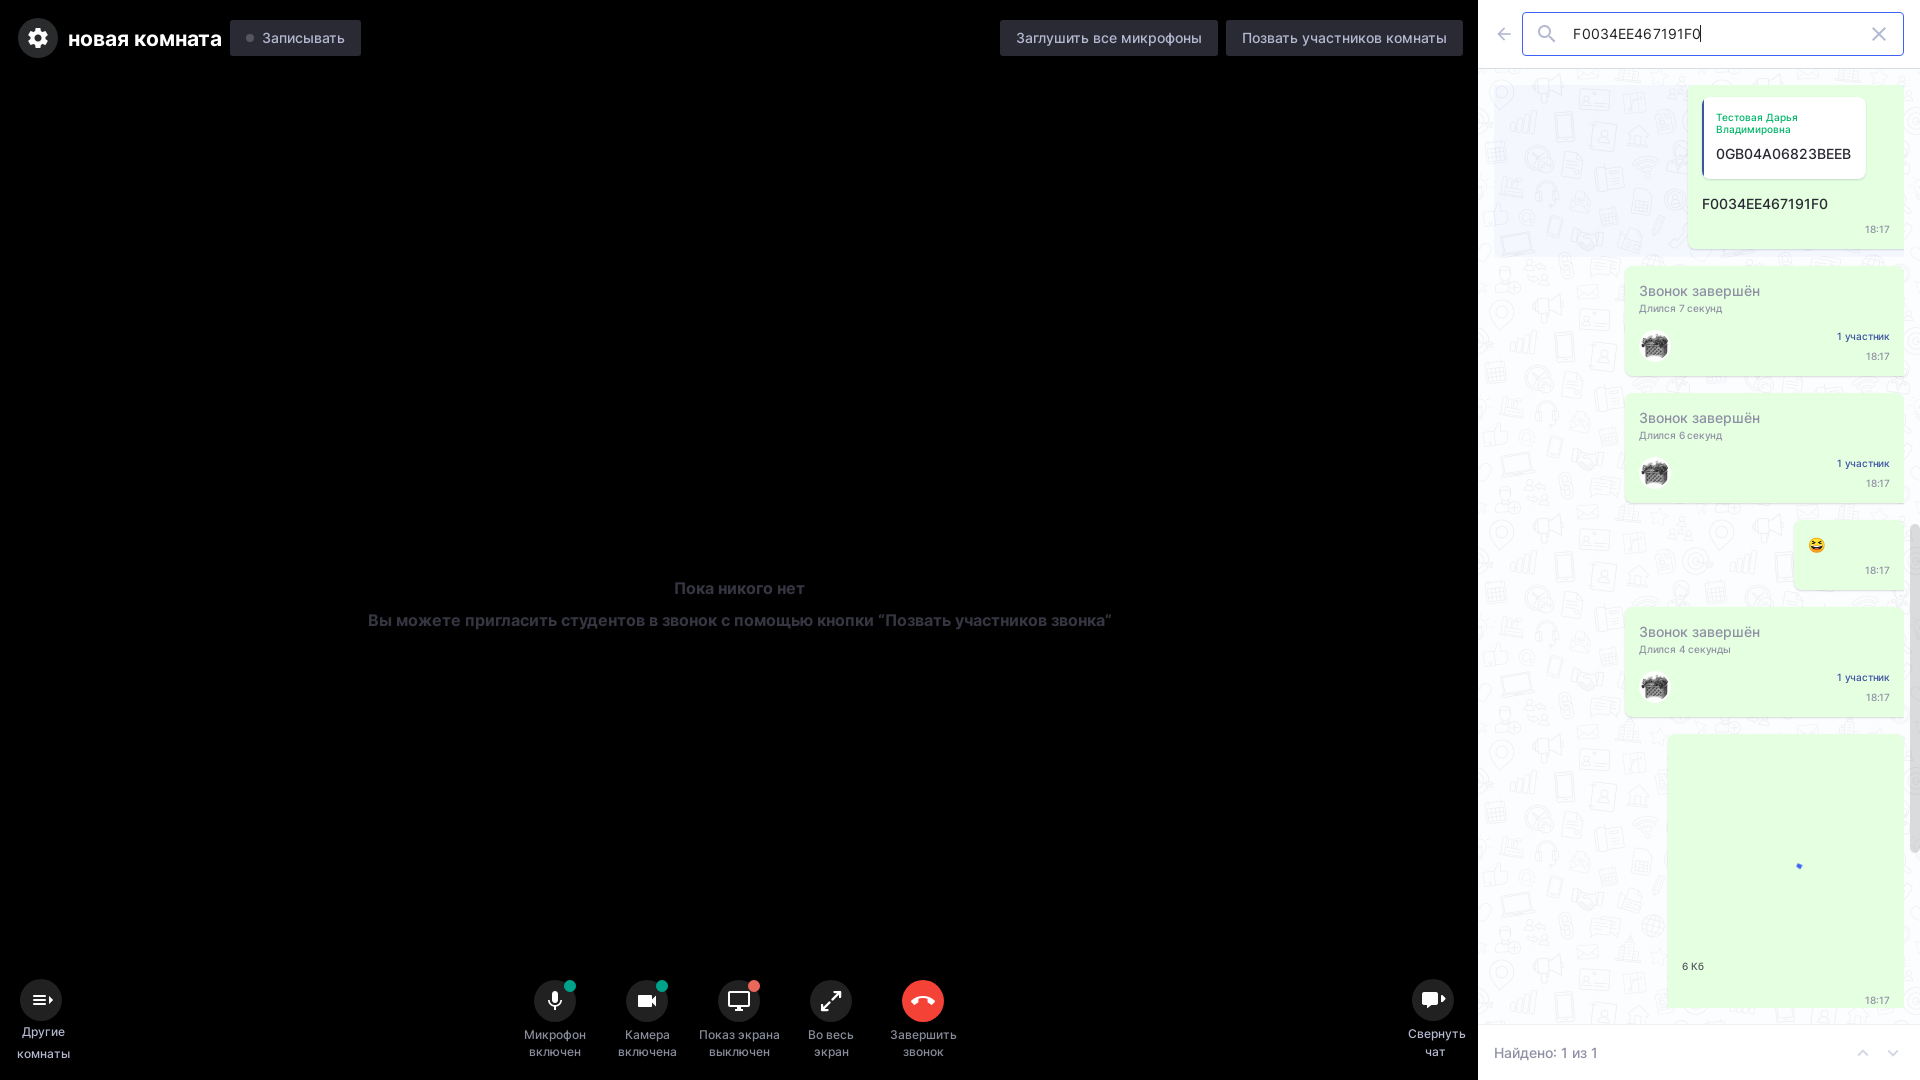 новая комната
Записывать
Заглушить все микрофоны
Позвать участников комнаты
Пока никого нет
Вы можете пригласить студентов в звонок с помощью кнопки “Позвать участников звонка”
Другие
комнаты
Микрофон
включен
Камера
включена
Показ экрана
выключен
Во весь
экран
Завершить
звонок
Свернуть
чат
F0034EE467191F0
Тестовая Дарья
Владимировна
0GB04A06823BEEB
F0034EE467191F0
18:17
Звонок завершён
Длился 7 секунд
1 участник
18:17
Звонок завершён
Длился 6 секунд
1 участник
18:17
😆
18:17
Звонок завершён
Длился 4 секунды
1 участник
18:17
6 Кб
18:17
Найдено: 1 из 1